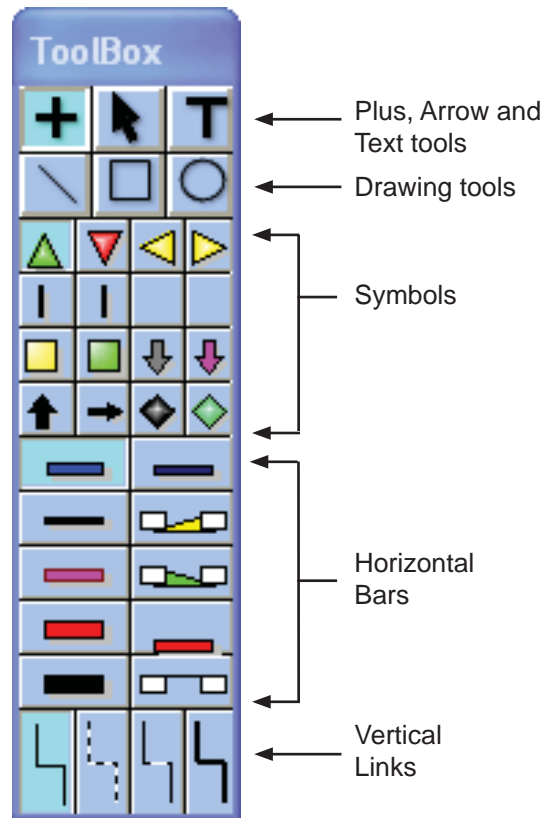 ToolBox
Plus, Arrow and
Text tools
Drawing tools
Symbols
Horizontal
Bars
Vertical
Links